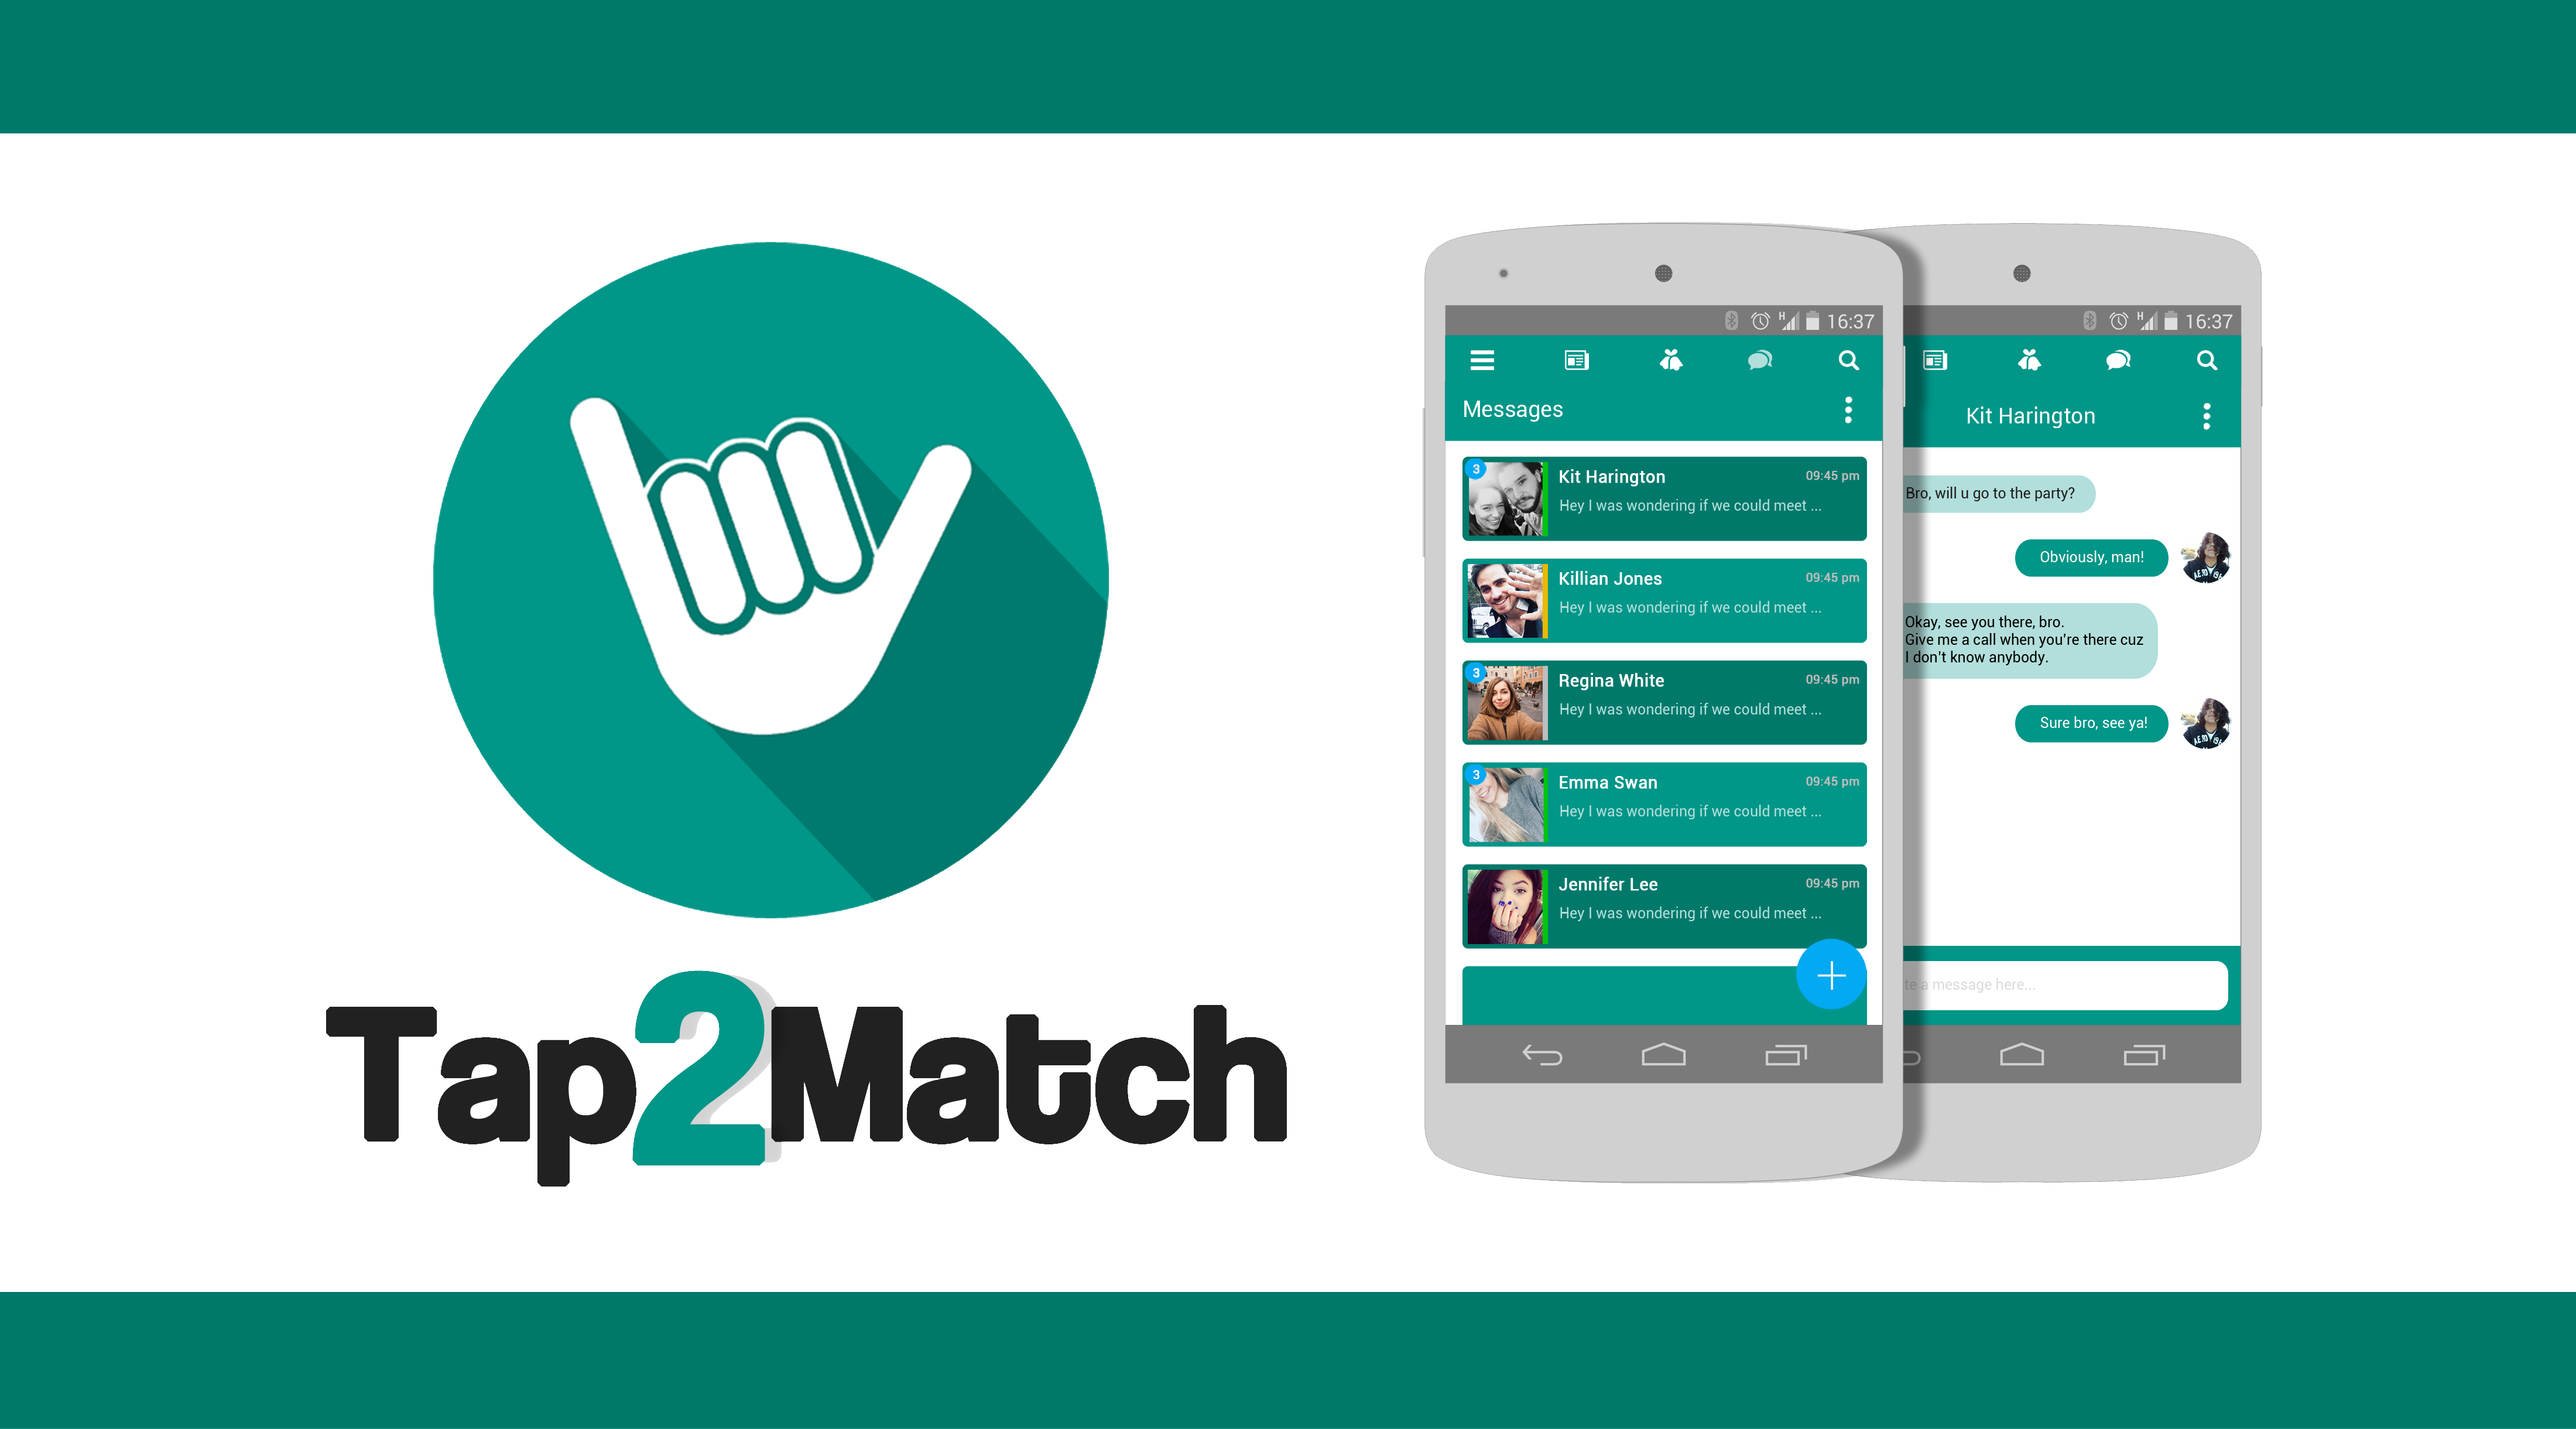 Tap2Match
H
16:37
Messages
3
Kit Harington
09:45 pm
Hey I was wondering if we could meet ...
Killian Jones
09:45 pm
Hey I was wondering if we could meet ...
3
Regina White
09:45 pm
Hey I was wondering if we could meet ...
3
Emma Swan
09:45 pm
Hey I was wondering if we could meet ...
Jennifer Lee
09:45 pm
Hey I was wondering if we could meet ...
H
16:37
Kit Harington
Bro, will u go to the party?
Obviously, man!
Okay, see you there, bro.
Give me a call when you're there cuz
I don't know anybody.
Sure bro, see ya!
te a message here...